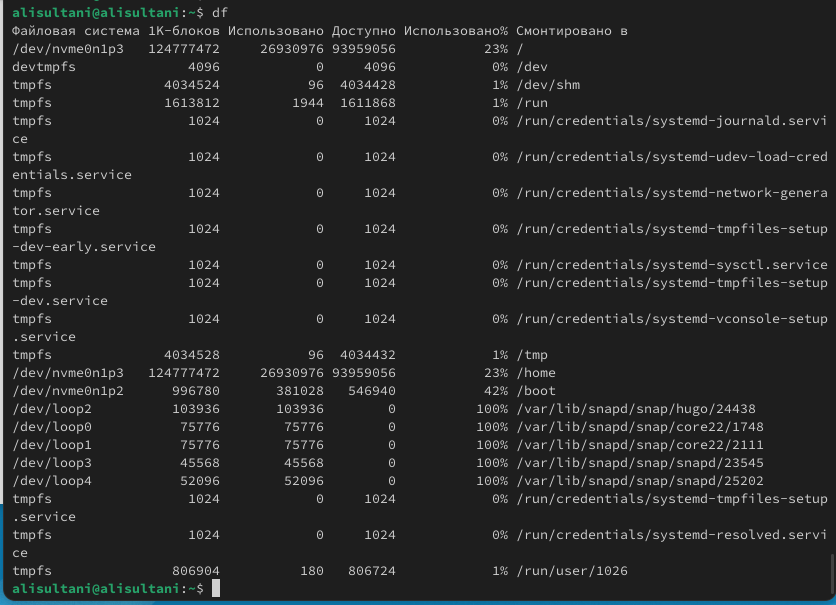 alisultani@alisultani:~$ df
Файловая система 1K-блоков Использовано Доступно Использовано% Смонтировано в
/dev/nvme0n1p3   124777472     26930976 93959056           23% /
devtmpfs              4096            0     4096            0% /dev
tmpfs              4034524           96  4034428            1% /dev/shm
tmpfs              1613812         1944  1611868            1% /run
tmpfs                 1024            0     1024            0% /run/credentials/systemd-journald.servi
ce
tmpfs                 1024            0     1024            0% /run/credentials/systemd-udev-load-cred
entials.service
tmpfs                 1024            0     1024            0% /run/credentials/systemd-network-genera
tor.service
tmpfs                 1024            0     1024            0% /run/credentials/systemd-tmpfiles-setup
-dev-early.service
tmpfs                 1024            0     1024            0% /run/credentials/systemd-sysctl.service
tmpfs                 1024            0     1024            0% /run/credentials/systemd-tmpfiles-setup
-dev.service
tmpfs                 1024            0     1024            0% /run/credentials/systemd-vconsole-setup
.service
tmpfs              4034528           96  4034432            1% /tmp
/dev/nvme0n1p3   124777472     26930976 93959056           23% /home
/dev/nvme0n1p2      996780       381028   546940           42% /boot
/dev/loop2          103936       103936        0          100% /var/lib/snapd/snap/hugo/24438
/dev/loop0           75776        75776        0          100% /var/lib/snapd/snap/core22/1748
/dev/loop1           75776        75776        0          100% /var/lib/snapd/snap/core22/2111
/dev/loop3           45568        45568        0          100% /var/lib/snapd/snap/snapd/23545
/dev/loop4           52096        52096        0          100% /var/lib/snapd/snap/snapd/25202
tmpfs                 1024            0     1024            0% /run/credentials/systemd-tmpfiles-setup
.service
tmpfs                 1024            0     1024            0% /run/credentials/systemd-resolved.servi
ce
tmpfs               806904          180   806724            1% /run/user/1026
alisultani@alisultani:~$